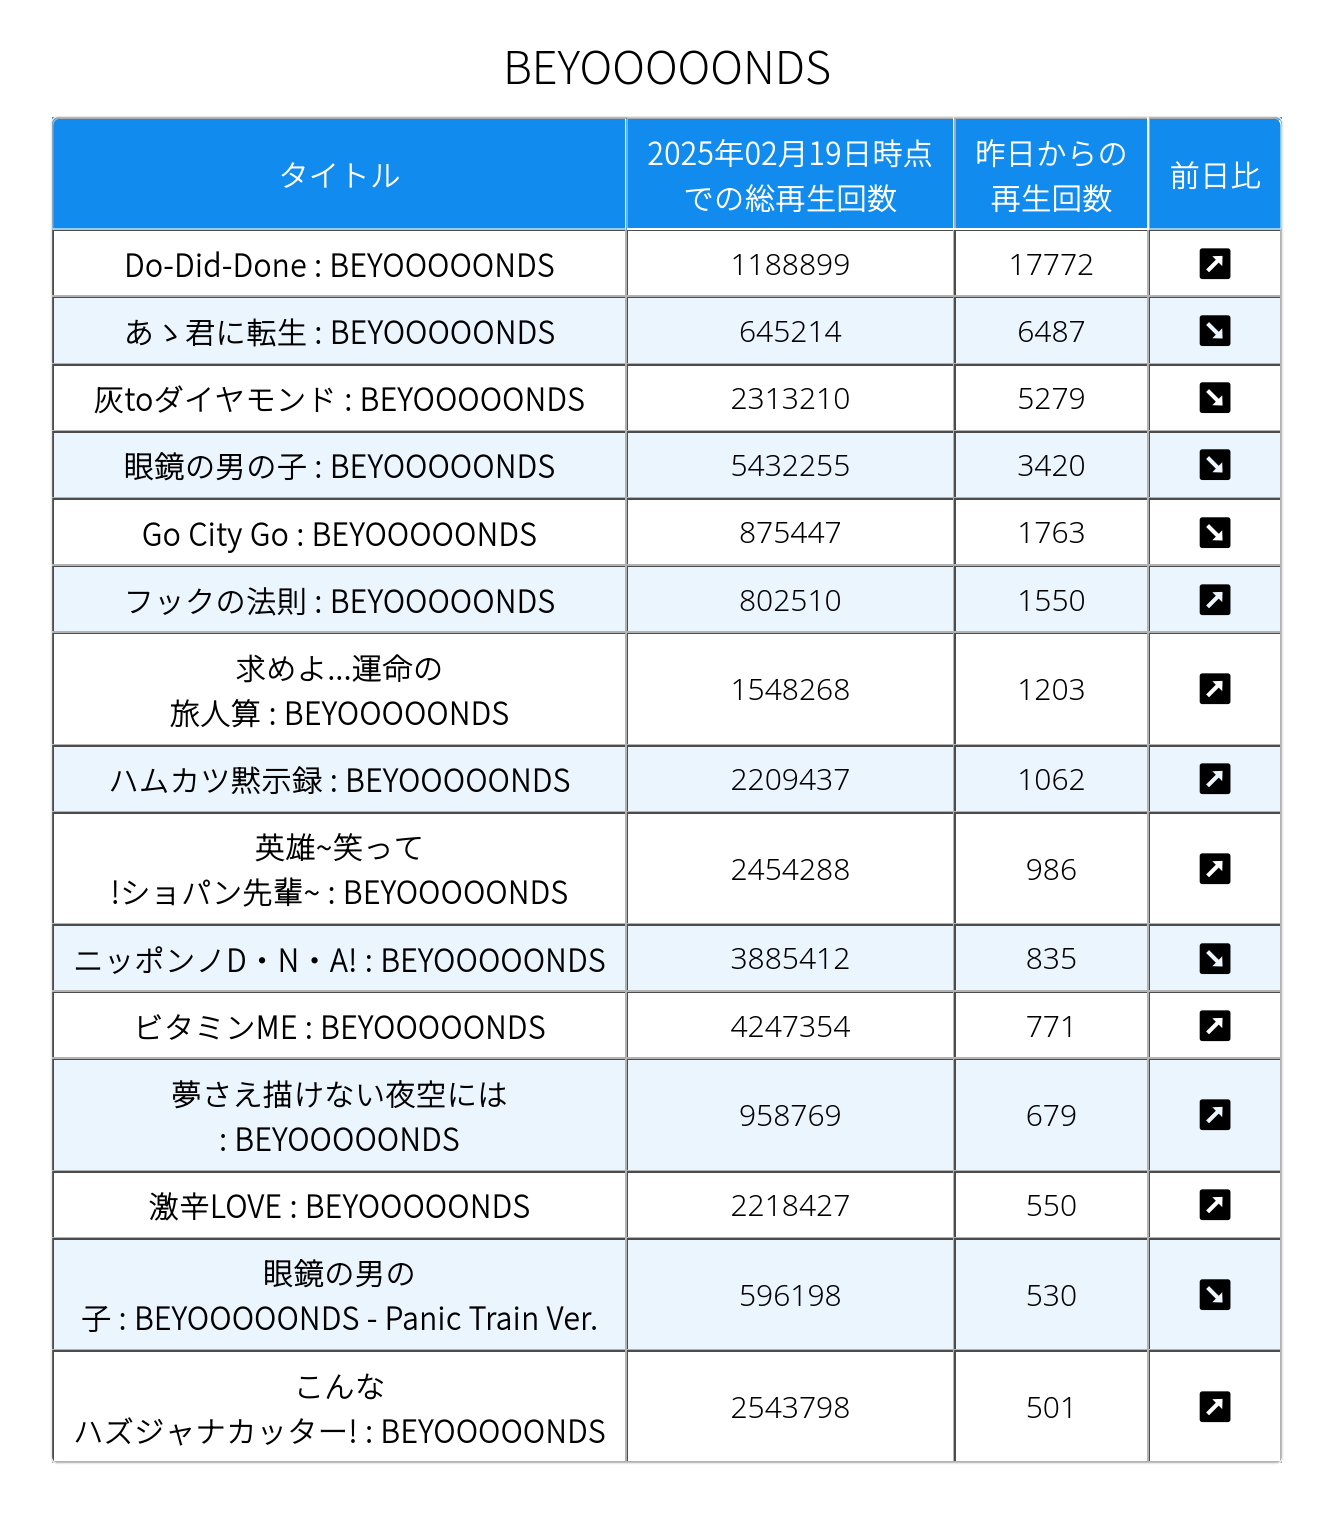 BEYOOOOONDS
タイトル
2025年02月19日時点
での総再生回数
昨日からの
再生回数
前日比
Do-Did-Done : BEYOOOOONDS
1188899
17772
あゝ君に転生 : BEYOOOOONDS
645214
6487
灰toダイヤモンド : BEYOOOOONDS
2313210
5279
眼鏡の男の子 : BEYOOOOONDS
5432255
3420
Go City Go : BEYOOOOONDS
875447
1763
フックの法則 : BEYOOOOONDS
802510
1550
求めよ...運命の
旅人算 : BEYOOOOONDS
1548268
1203
ハムカツ黙示録 : BEYOOOOONDS
2209437
1062
英雄~笑って
!ショパン先輩~ : BEYOOOOONDS
2454288
986
ニッポンノD・N・A! : BEYOOOOONDS
3885412
835
ビタミンME : BEYOOOOONDS
4247354
771
夢さえ描けない夜空には
: BEYOOOOONDS
958769
679
激辛LOVE : BEYOOOOONDS
2218427
550
眼鏡の男の
子 : BEYOOOOONDS - Panic Train Ver.
596198
530
こんな
ハズジャナカッター! : BEYOOOOONDS
2543798
501